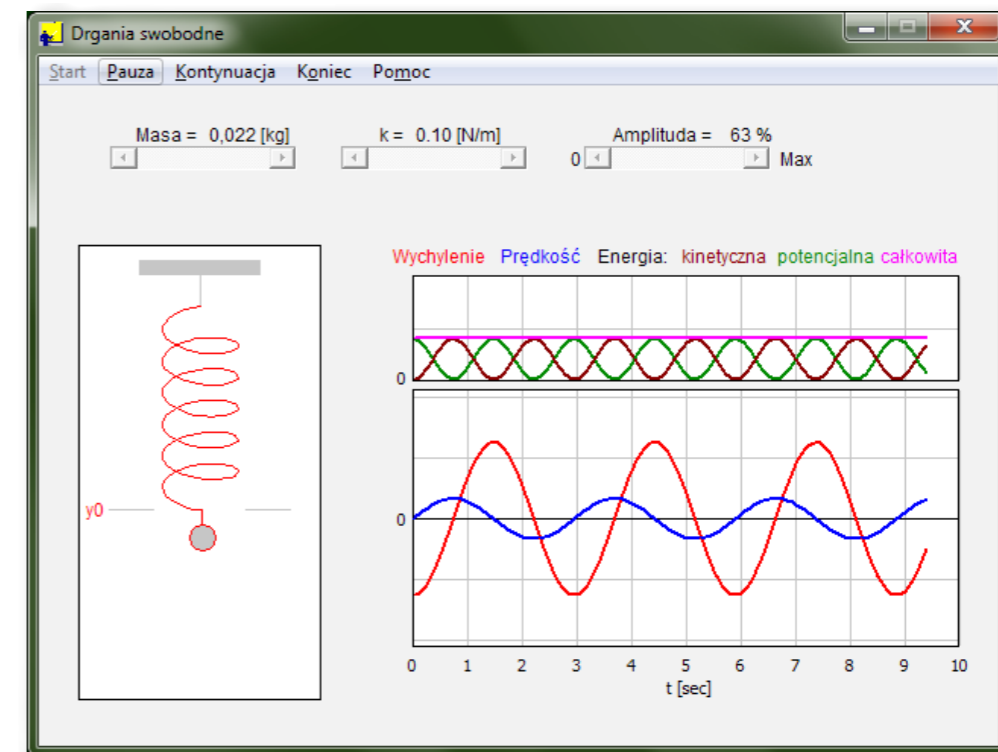 Drgania swobodne
Start Pauza Kontynuacja Koniec Pomoc
Masa = 0,022 [kg] k = 0.10 [N/m] Amplituda = 63 %
0 Max
Wychylenie Prędkość Energia: kinetyczna potencjalna całkowita
0
y0
0
0 1 2 3 4 5 6 7 8 9 10
t [sec]